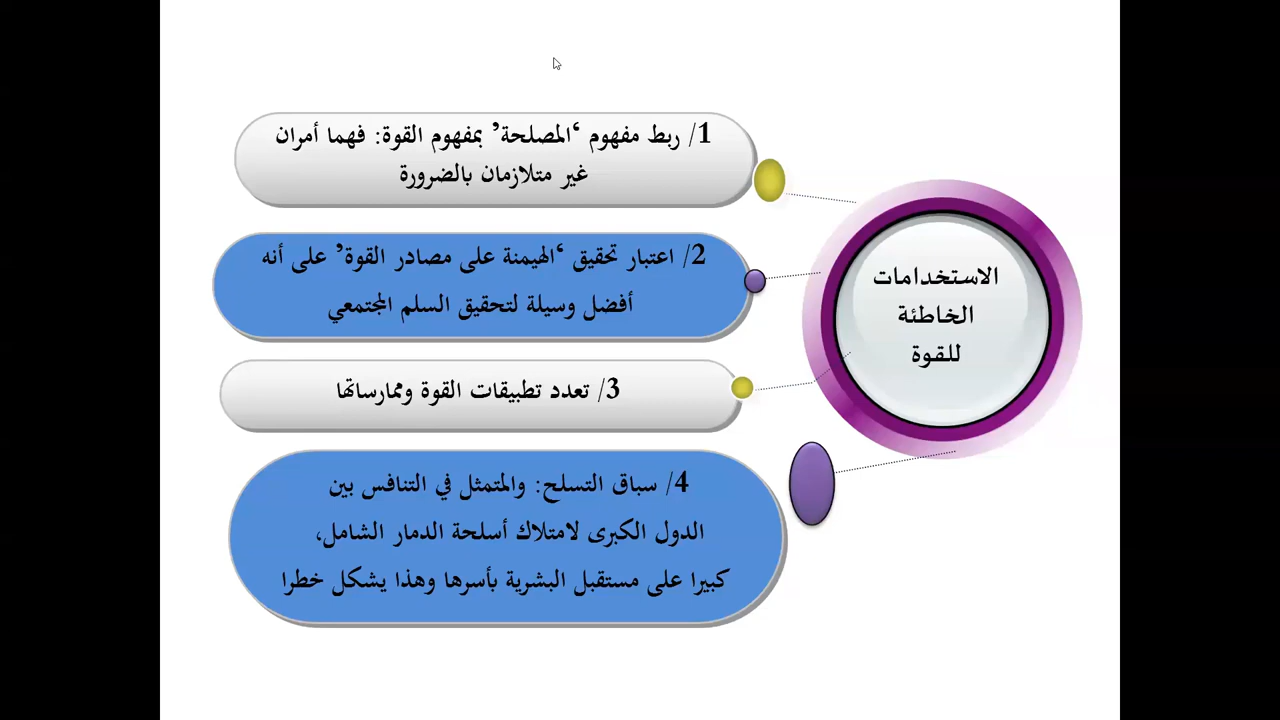 الاستخدامات
الخاطئة
للقوة
1/ ربط مفهوم ‘المصلحة’ بمفهوم القوة: فهما أمران
غير متلازمان بالضرورة
2/ اعتبار تحقيق ‘الهيمنة على مصادر القوة’ على أنه
أفضل وسيلة لتحقيق السلم المجتمعي
3/ تعدد تطبيقات القوة وممارساتها
4/ سباق التسلح: والمتمثل في التنافس بين
الدول الكبرى لامتلاك أسلحة الدمار الشامل،
كبيرا على مستقبل البشرية بأسرها وهذا يشكل خطرا